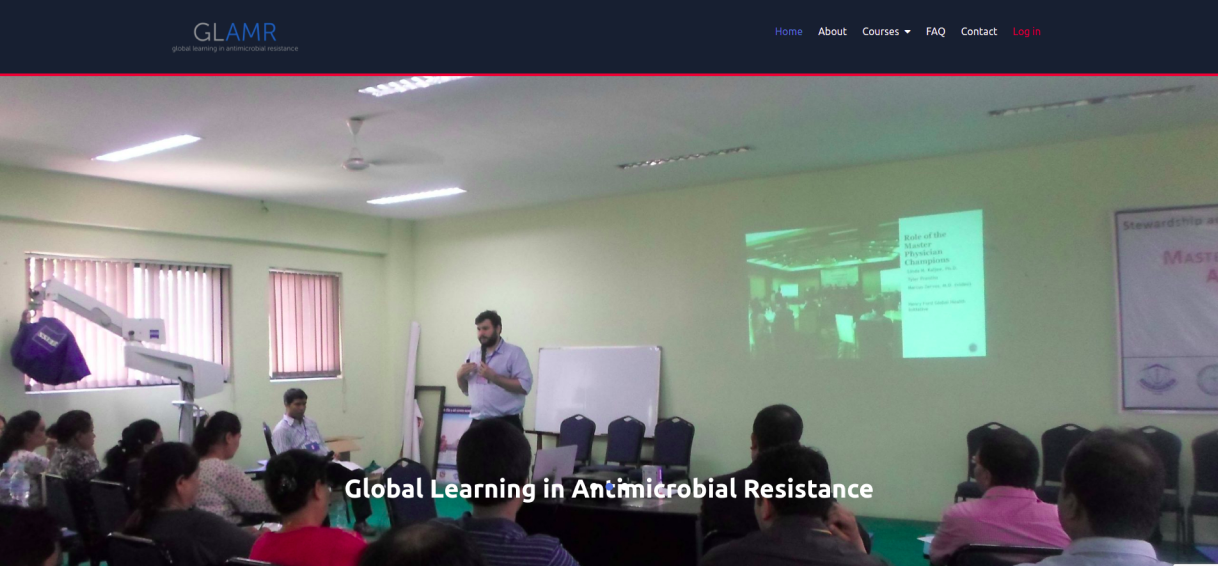 GLAMR
global learning in antimicrobial resistance
Home About Courses FAQ Contact Log in
Role of the
Master
Physician
Champions
Stewardship
MASTE
A
Global Learning in Antimicrobial Resistance